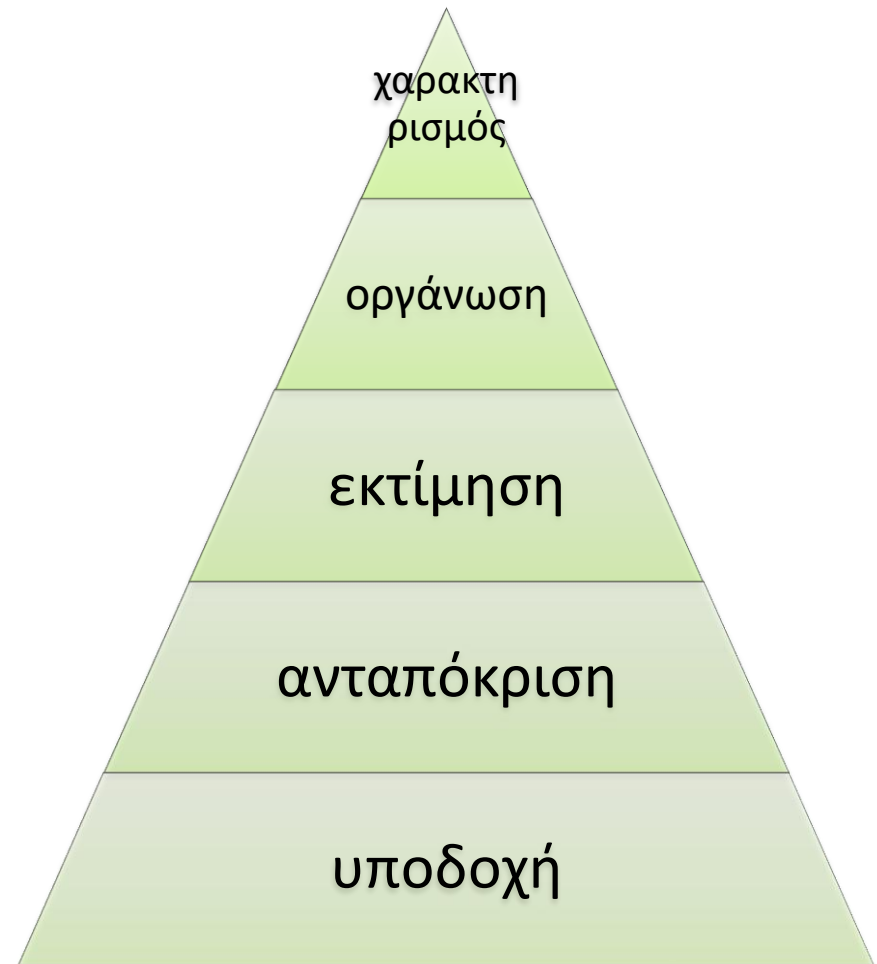 χαρακτη
ρισμός
οργάνωση
εκτίμηση
ανταπόκριση
υποδοχή